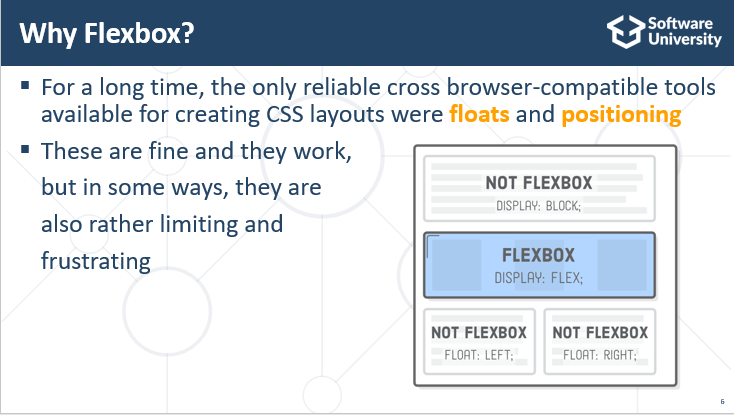 Why Flexbox?
Software
University
▪ For a long time, the only reliable cross browser-compatible tools
available for creating CSS layouts were floats and positioning
▪ These are fine and they work,
but in some ways, they are
also rather limiting and
frustrating
NOT FLEXBOX
DISPLAY: BLOCK;
FLEXBOX
DISPLAY: FLEX;
NOT FLEXBOX NOT FLEXBOX
FLOAT: LEFT; FLOAT: RIGHT;
6